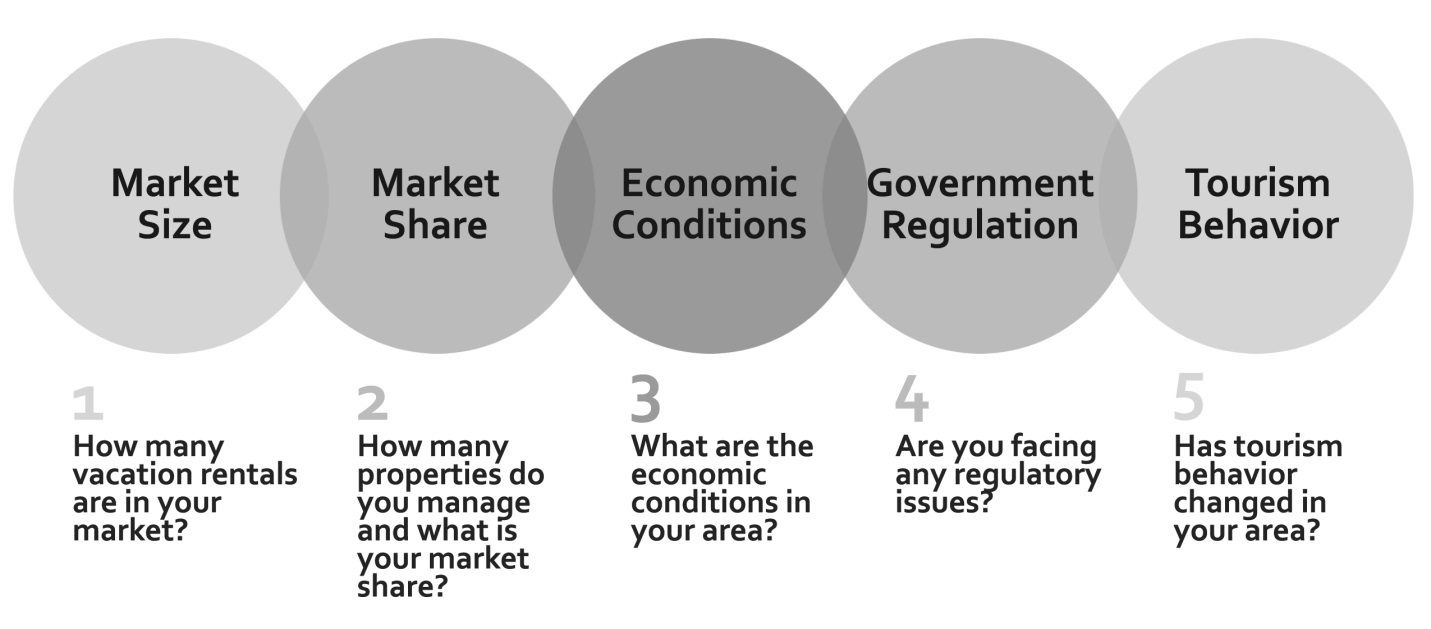 Market
Size
Market
Share
Economic
Conditions
Government
Regulation
Tourism
Behavior
1
How many
vacation rentals
are in your
market?
2
How many
properties do
you manage
and what is
your market
share?
3
What are the
economic
conditions in
your area?
4
Are you facing
any regulatory
issues?
5
Has tourism
behavior
changed in
your area?